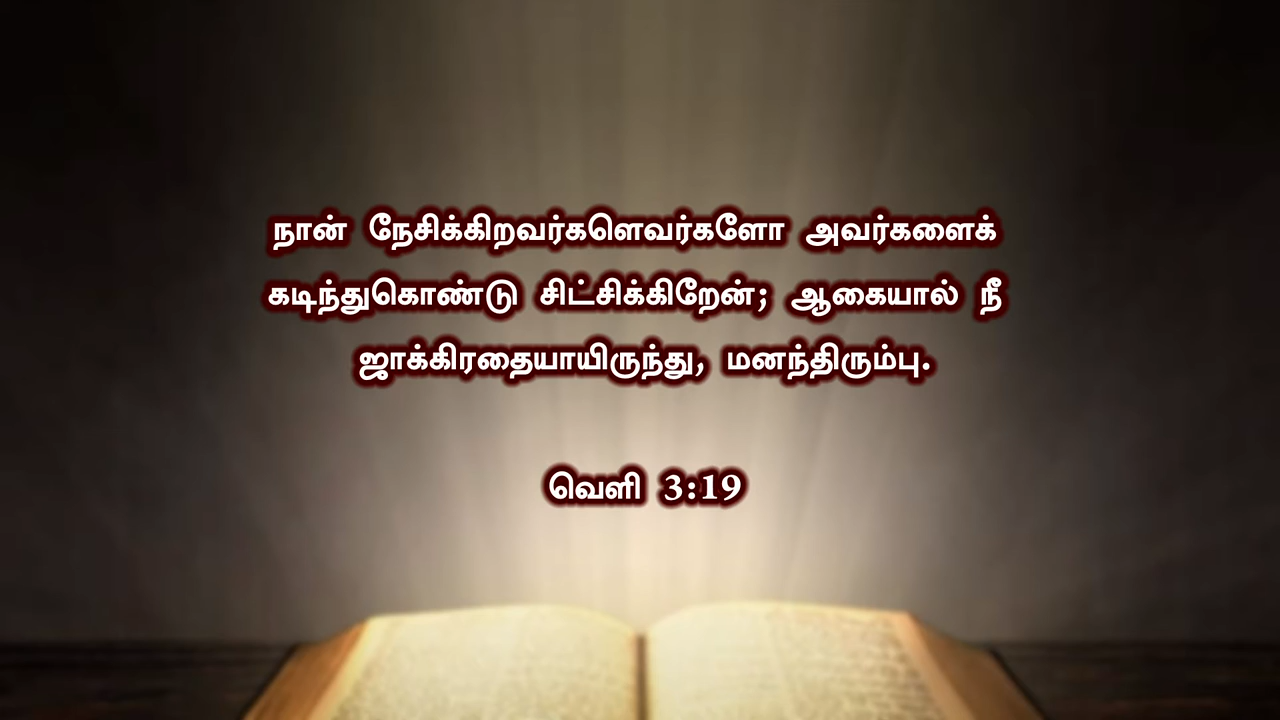 நான் நேசிக்கிறவர்களெவர்களோ அவர்களைக்
கடிந்துகொண்டு சிட்சிக்கிறேன்; ஆகையால் நீ
ஜாக்கிரதையாயிருந்து, மனந்திரும்பு.
வெளி 3:19